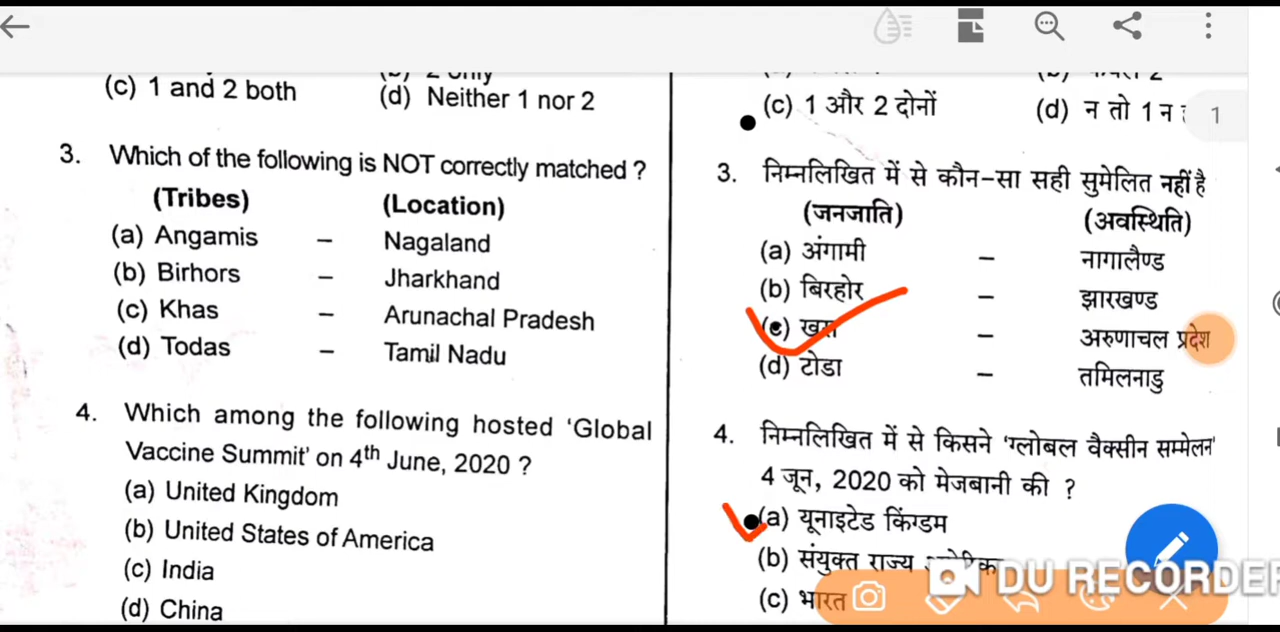 (c) 1 and 2 both
(d) Neither 1 nor 2
3. Which of the following is NOT correctly matched ?
(Tribes) (Location)
(a) Angamis – Nagaland
(b) Birhors – Jharkhand
(c) Khas – Arunachal Pradesh
(d) Todas – Tamil Nadu
4. Which among the following hosted ‘Global
Vaccine Summit’ on 4th June, 2020 ?
(a) United Kingdom
(b) United States of America
(c) India
(d) China
(c) 1 और 2 दोनों
(d) न तो 1 न
1
3. निम्नलिखित में से कौन-सा सही सुमेलित नहीं है
(जनजाति) (अवस्थिति)
(a) अंगामी – नागालैण्ड
(b) बिरहोर – झारखण्ड
(c) खस – अरुणाचल प्रदेश
(d) टोडा – तमिलनाडु
4. निम्नलिखित में से किसने ‘ग्लोबल वैक्सीन सम्मेलन’
4 जून, 2020 को मेजबानी की ?
(a) यूनाइटेड किंग्डम
(b) संयुक्त राज्य
(c) भारत
DU RECORDER